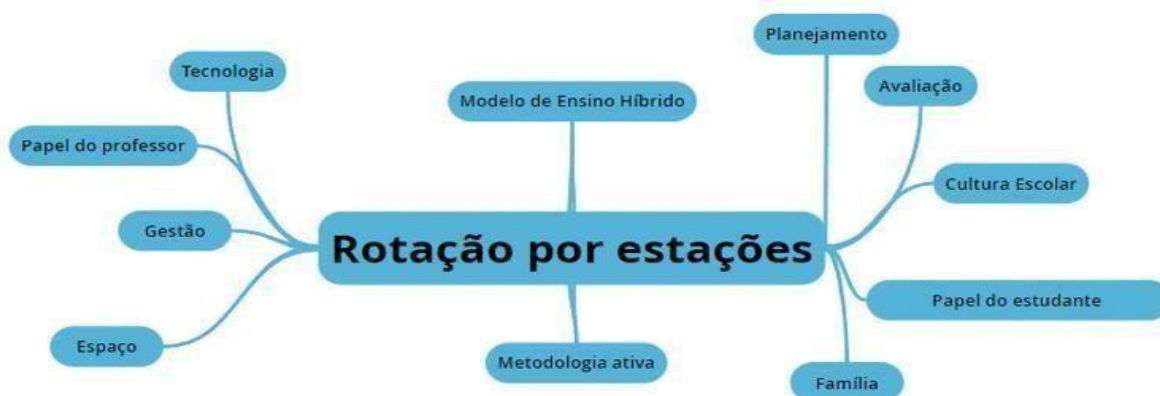 Planejamento
Tecnologia
Avaliação
Modelo de Ensino Híbrido
Papel do professor
Cultura Escolar
Gestão
Rotação por estações
Papel do estudante
Espaço
Metodologia ativa
Família